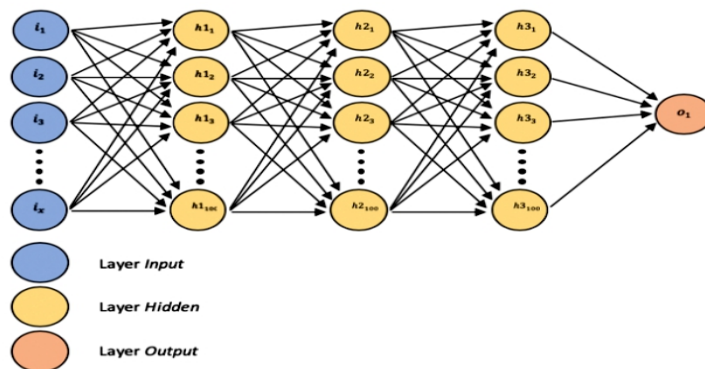 i₁ h1₁ h2₁ h3₁
i₂ h1₂ h2₂ h3₂
i₃ h1₃ h2₃ h3₃ o₁
iₓ h1₁₀₀ h2₁₀₀ h3₁₀₀
Layer Input
Layer Hidden
Layer Output